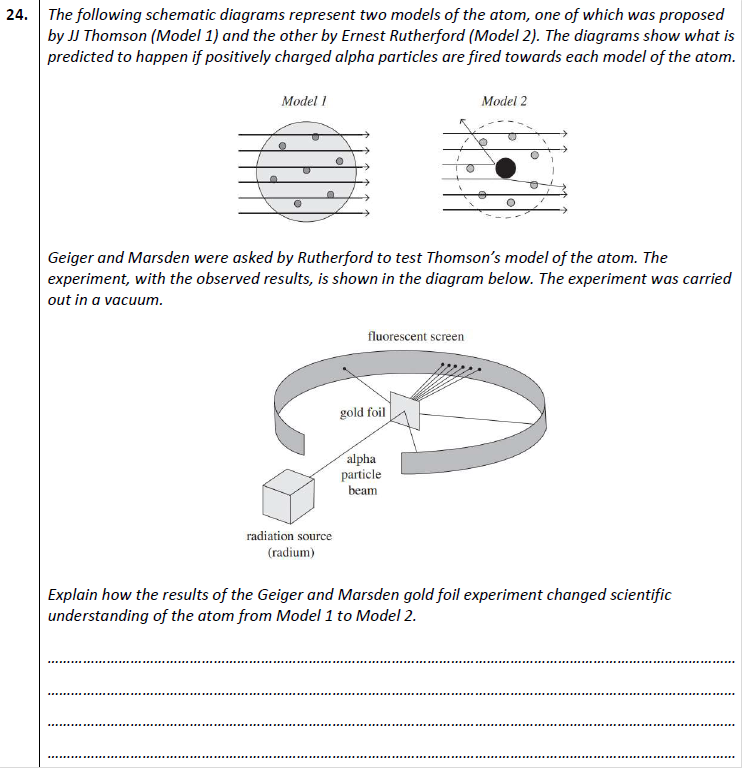 24. The following schematic diagrams represent two models of the atom, one of which was proposed
by JJ Thomson (Model 1) and the other by Ernest Rutherford (Model 2). The diagrams show what is
predicted to happen if positively charged alpha particles are fired towards each model of the atom.
Model 1 Model 2
Geiger and Marsden were asked by Rutherford to test Thomson's model of the atom. The
experiment, with the observed results, is shown in the diagram below. The experiment was carried
out in a vacuum.
fluorescent screen
gold foil
alpha
particle
beam
radiation source
(radium)
Explain how the results of the Geiger and Marsden gold foil experiment changed scientific
understanding of the atom from Model 1 to Model 2.